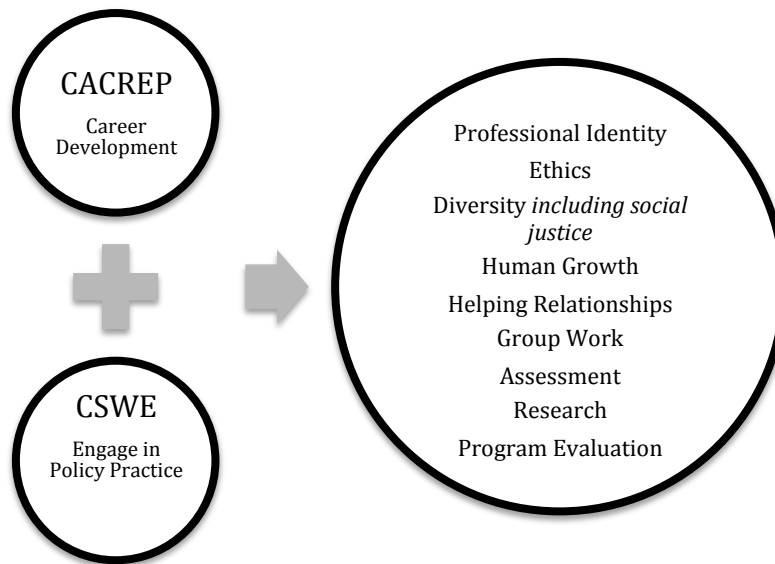 CACREP
Career
Development
CSWE
Engage in
Policy Practice
Professional Identity
Ethics
Diversity including social
justice
Human Growth
Helping Relationships
Group Work
Assessment
Research
Program Evaluation